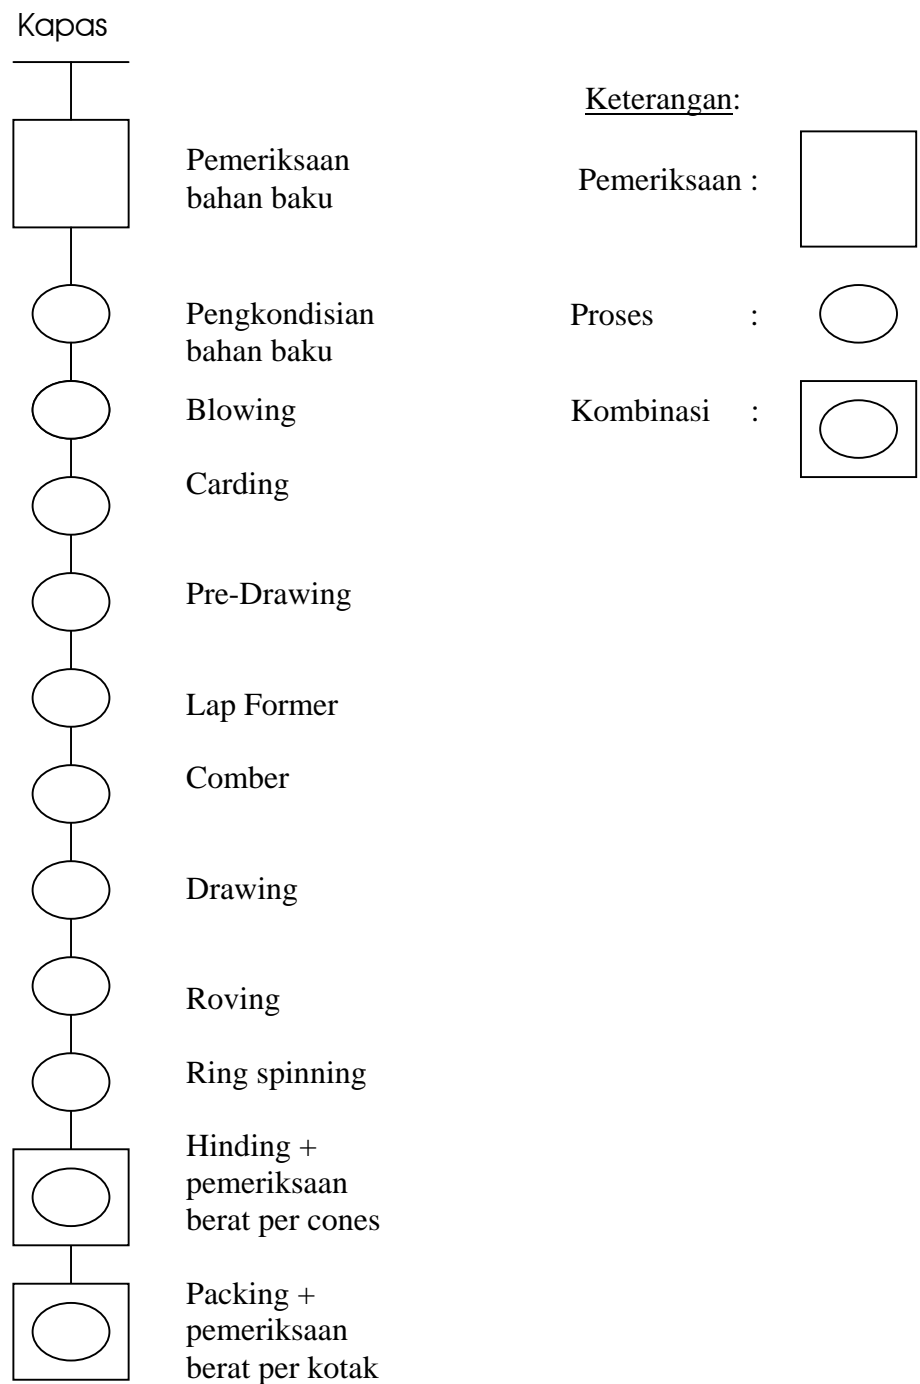 Kapas
Pemeriksaan
bahan baku
Pengkondisian
bahan baku
Blowing
Carding
Pre-Drawing
Lap Former
Comber
Drawing
Roving
Ring spinning
Hinding +
pemeriksaan
berat per cones
Packing +
pemeriksaan
berat per kotak
Keterangan:
Pemeriksaan :
Proses :
Kombinasi :